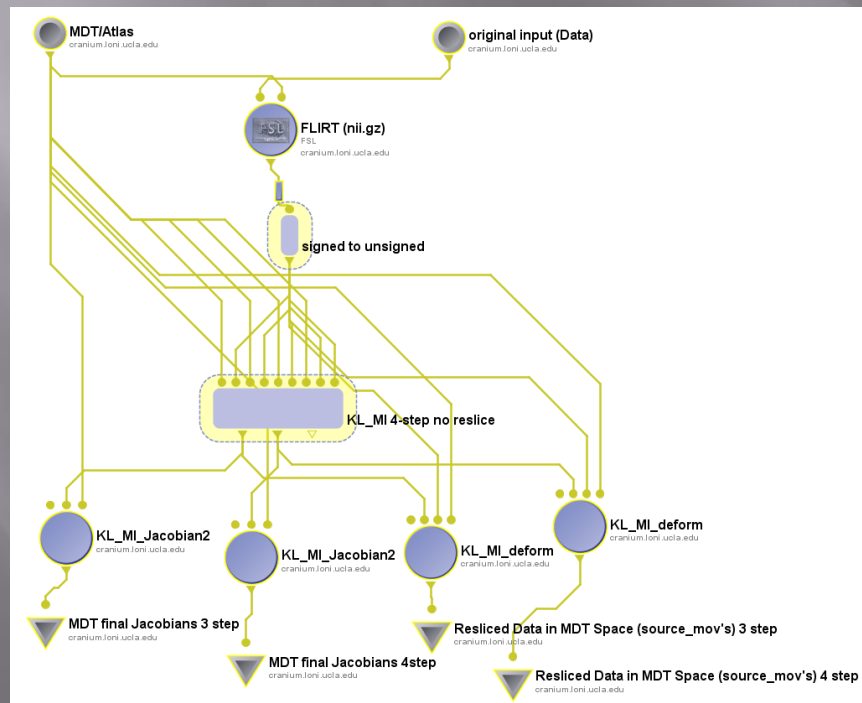 MDT/Atlas
cranium.loni.ucla.edu
original input (Data)
cranium.loni.ucla.edu
FSL
FLIRT (nii.gz)
FSL
cranium.loni.ucla.edu
signed to unsigned
KL_MI 4-step no reslice
KL_MI_Jacobian2
cranium.loni.ucla.edu
KL_MI_Jacobian2
cranium.loni.ucla.edu
KL_MI_deform
cranium.loni.ucla.edu
KL_MI_deform
cranium.loni.ucla.edu
MDT final Jacobians 3 step
cranium.loni.ucla.edu
MDT final Jacobians 4step
cranium.loni.ucla.edu
Resliced Data in MDT Space (source_mov's) 3 step
cranium.loni.ucla.edu
Resliced Data in MDT Space (source_mov's) 4 step
cranium.loni.ucla.edu